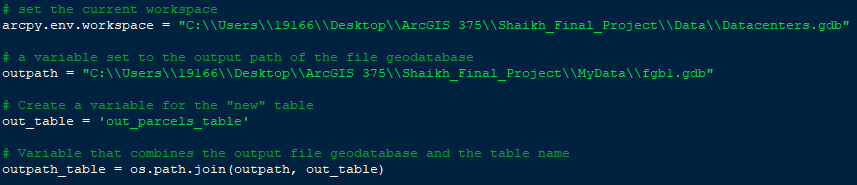 # set the current workspace
arcpy.env.workspace = "C:\\Users\\19166\\Desktop\\ArcGIS 375\\Shaikh_Final_Project\\Data\\Datacenters.gdb"
# a variable set to the output path of the file geodatabase
outpath = "C:\\Users\\19166\\Desktop\\ArcGIS 375\\Shaikh_Final_Project\\MyData\\fgb1.gdb"
# Create a variable for the "new" table
out_table = 'out_parcels_table'
# Variable that combines the output file geodatabase and the table name
outpath_table = os.path.join(outpath, out_table)